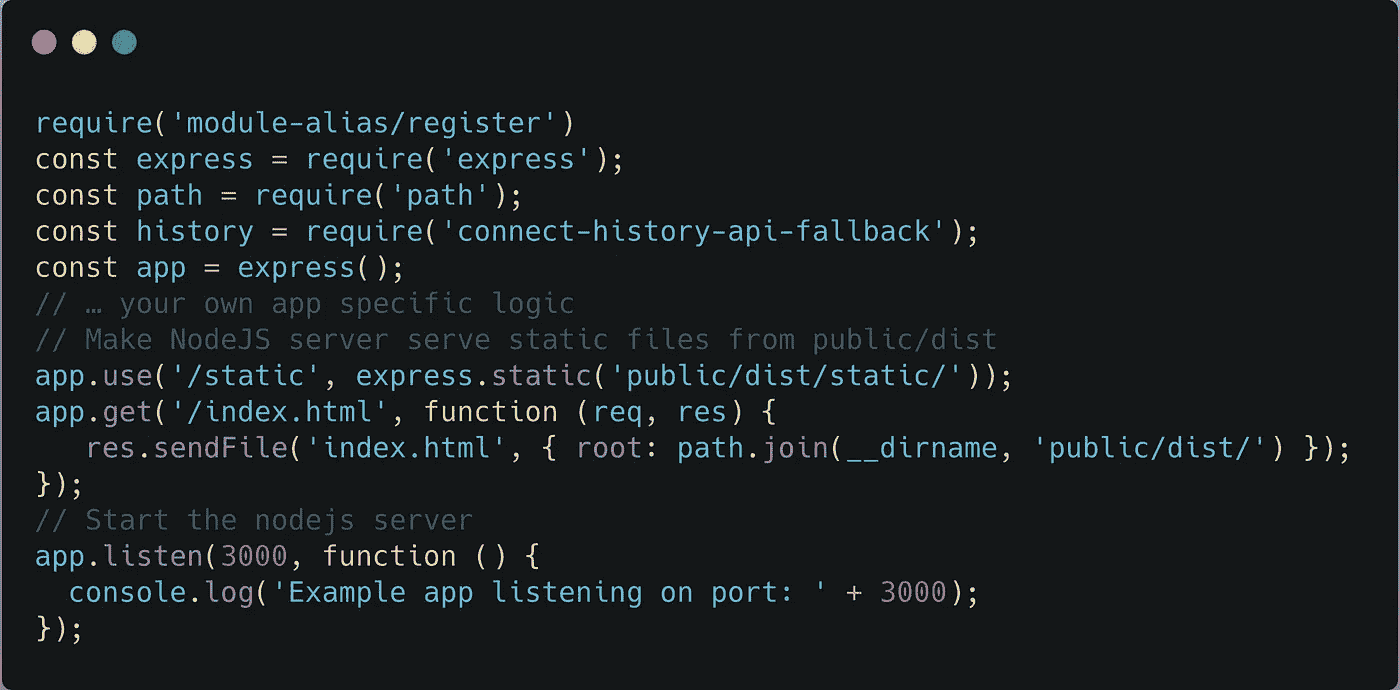 require('module-alias/register')
const express = require('express');
const path = require('path');
const history = require('connect-history-api-fallback');
const app = express();
// … your own app specific logic
// Make NodeJS server serve static files from public/dist
app.use('/static', express.static('public/dist/static/'));
app.get('/index.html', function (req, res) {
   res.sendFile('index.html', { root: path.join(__dirname, 'public/dist/') });
});
// Start the nodejs server
app.listen(3000, function () {
  console.log('Example app listening on port: ' + 3000);
});